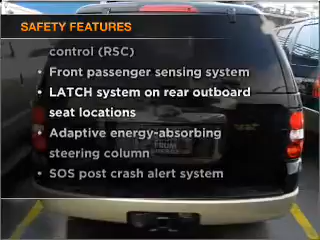 SAFETY FEATURES
control (RSC)
• Front passenger sensing system
• LATCH system on rear outboard
seat locations
• Adaptive energy-absorbing
steering column
• SOS post crash alert system